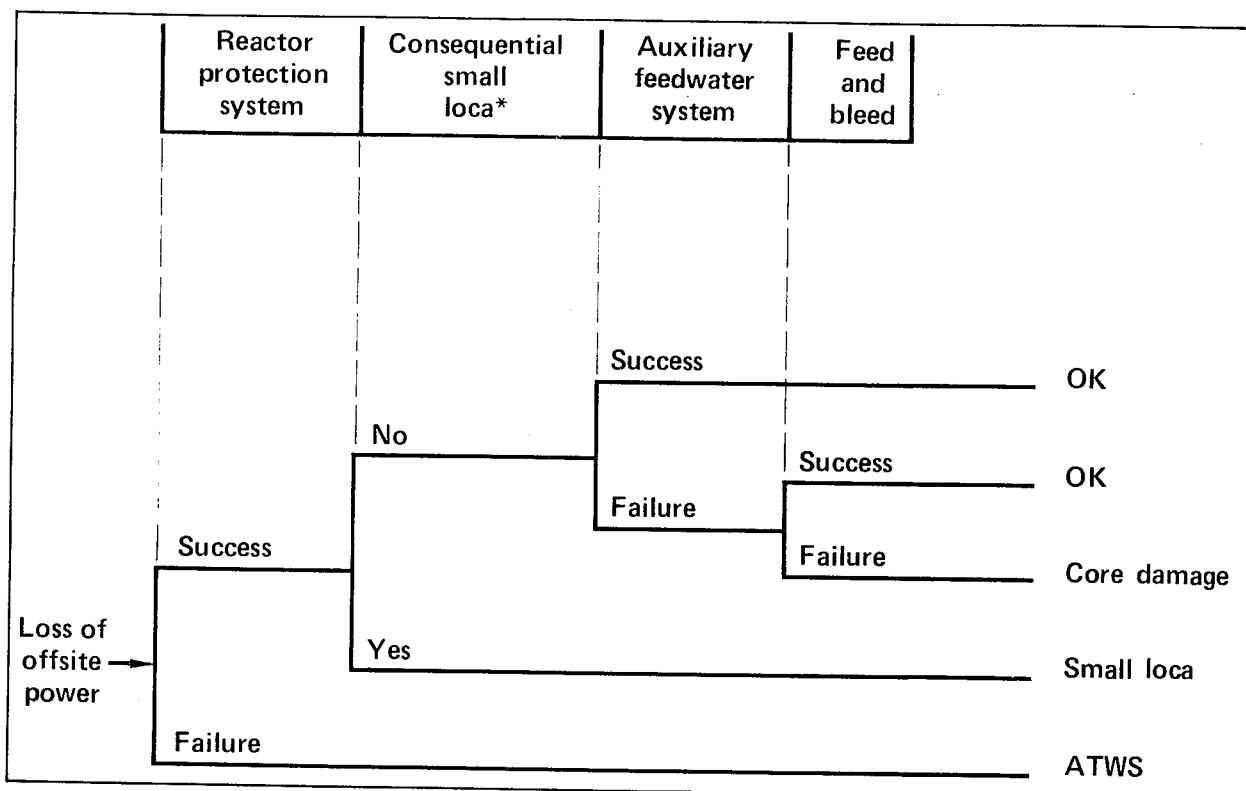 Reactor
protection
system
Consequential
small
loca*
Auxiliary
feedwater
system
Feed
and
bleed
Success
OK
No
Success
OK
Failure
Success
Failure
Core damage
Loss of
offsite
power
Yes
Small loca
Failure
ATWS